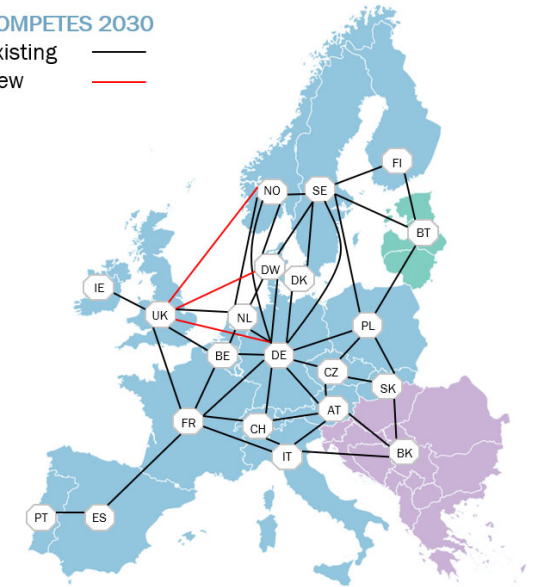 OMPETES 2030
xisting
ew
FI
NO
SE
BT
DW
DK
IE
UK
NL
PL
BE
DE
CZ
SK
AT
FR
CH
IT
BK
PT
ES